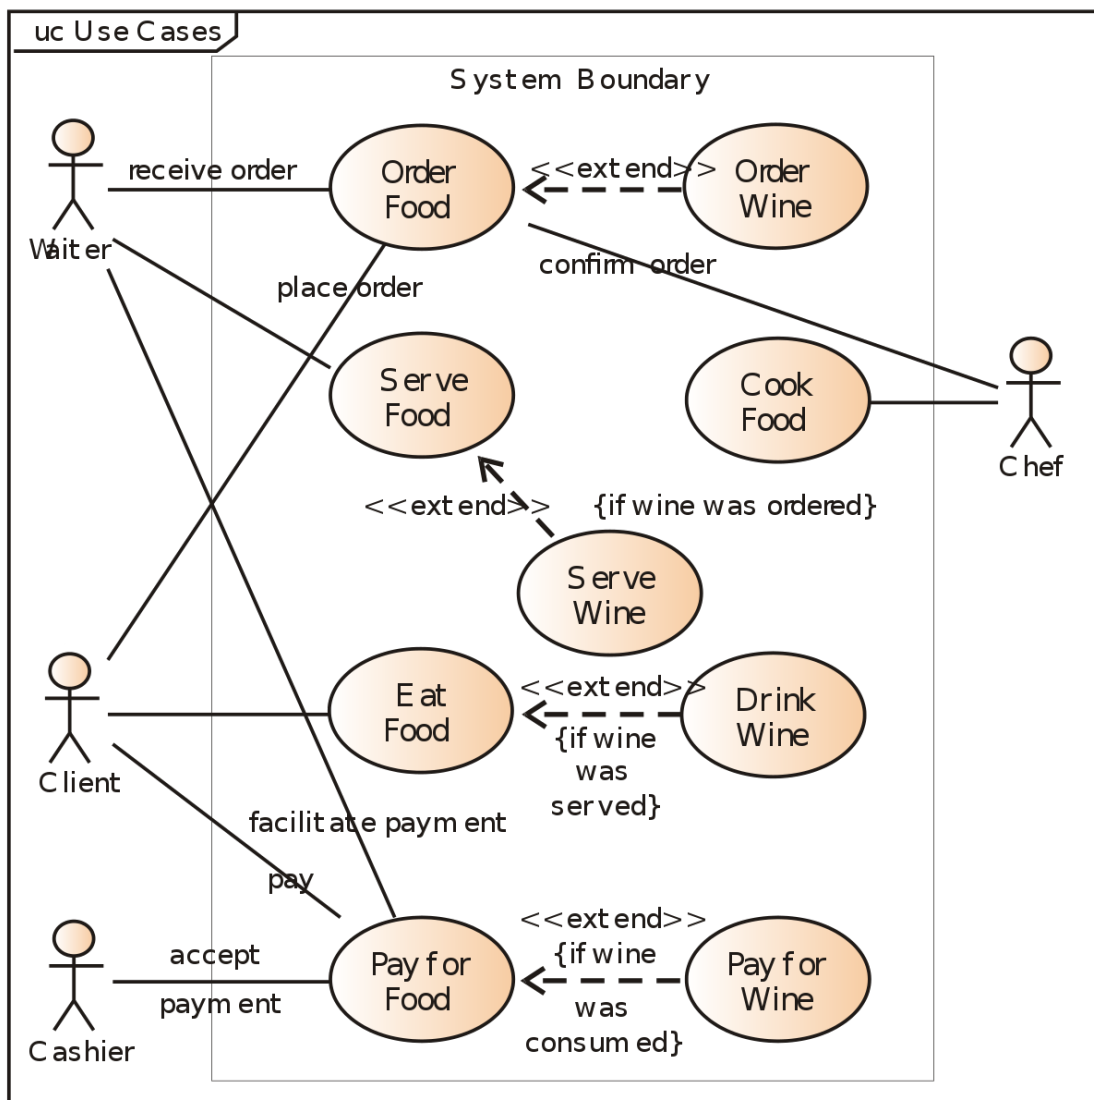 uc Use Cases
System Boundary
receive order
Order
Food
<<extend>>
Order
Wine
Waiter
confirm order
place order
Serve
Food
Cook
Food
Chef
<<extend>>
{if wine was ordered}
Serve
Wine
Eat
Food
<<extend>>
{if wine
was
served}
Drink
Wine
Client
facilitate payment
pay
accept
payment
Pay for
Food
<<extend>>
{if wine
was
consumed}
Pay for
Wine
Cashier